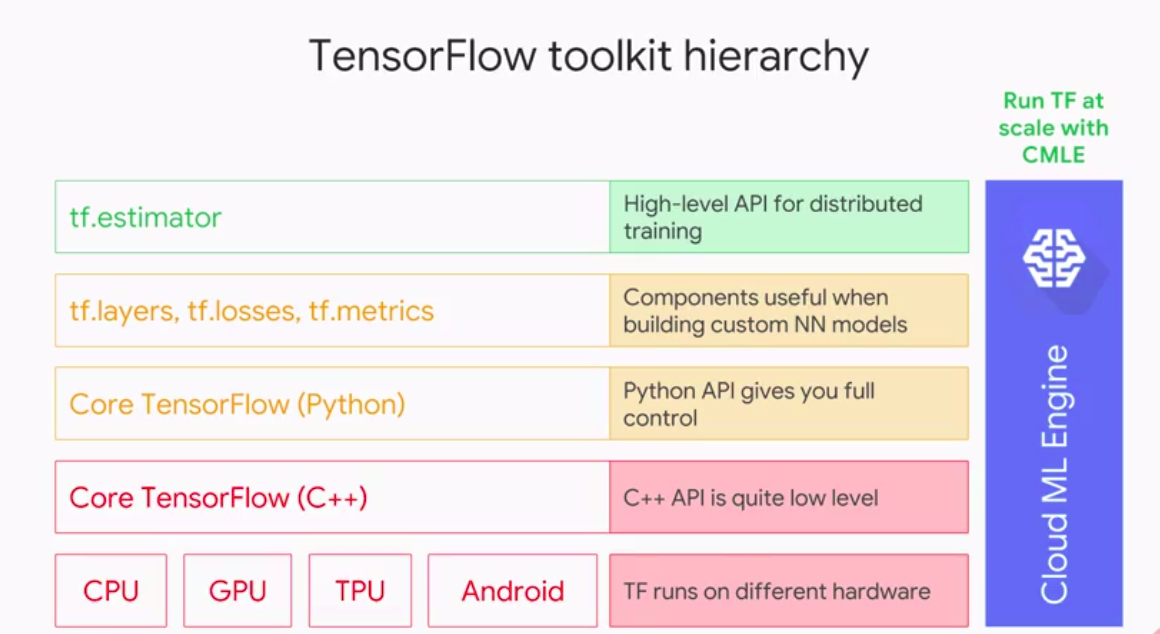 TensorFlow toolkit hierarchy
Run TF at
scale with
CMLE
tf.estimator
High-level API for distributed
training
tf.layers, tf.losses, tf.metrics
Components useful when
building custom NN models
Core TensorFlow (Python)
Python API gives you full
control
Core TensorFlow (C++)
C++ API is quite low level
CPU
GPU
TPU
Android
TF runs on different hardware
Cloud ML Engine